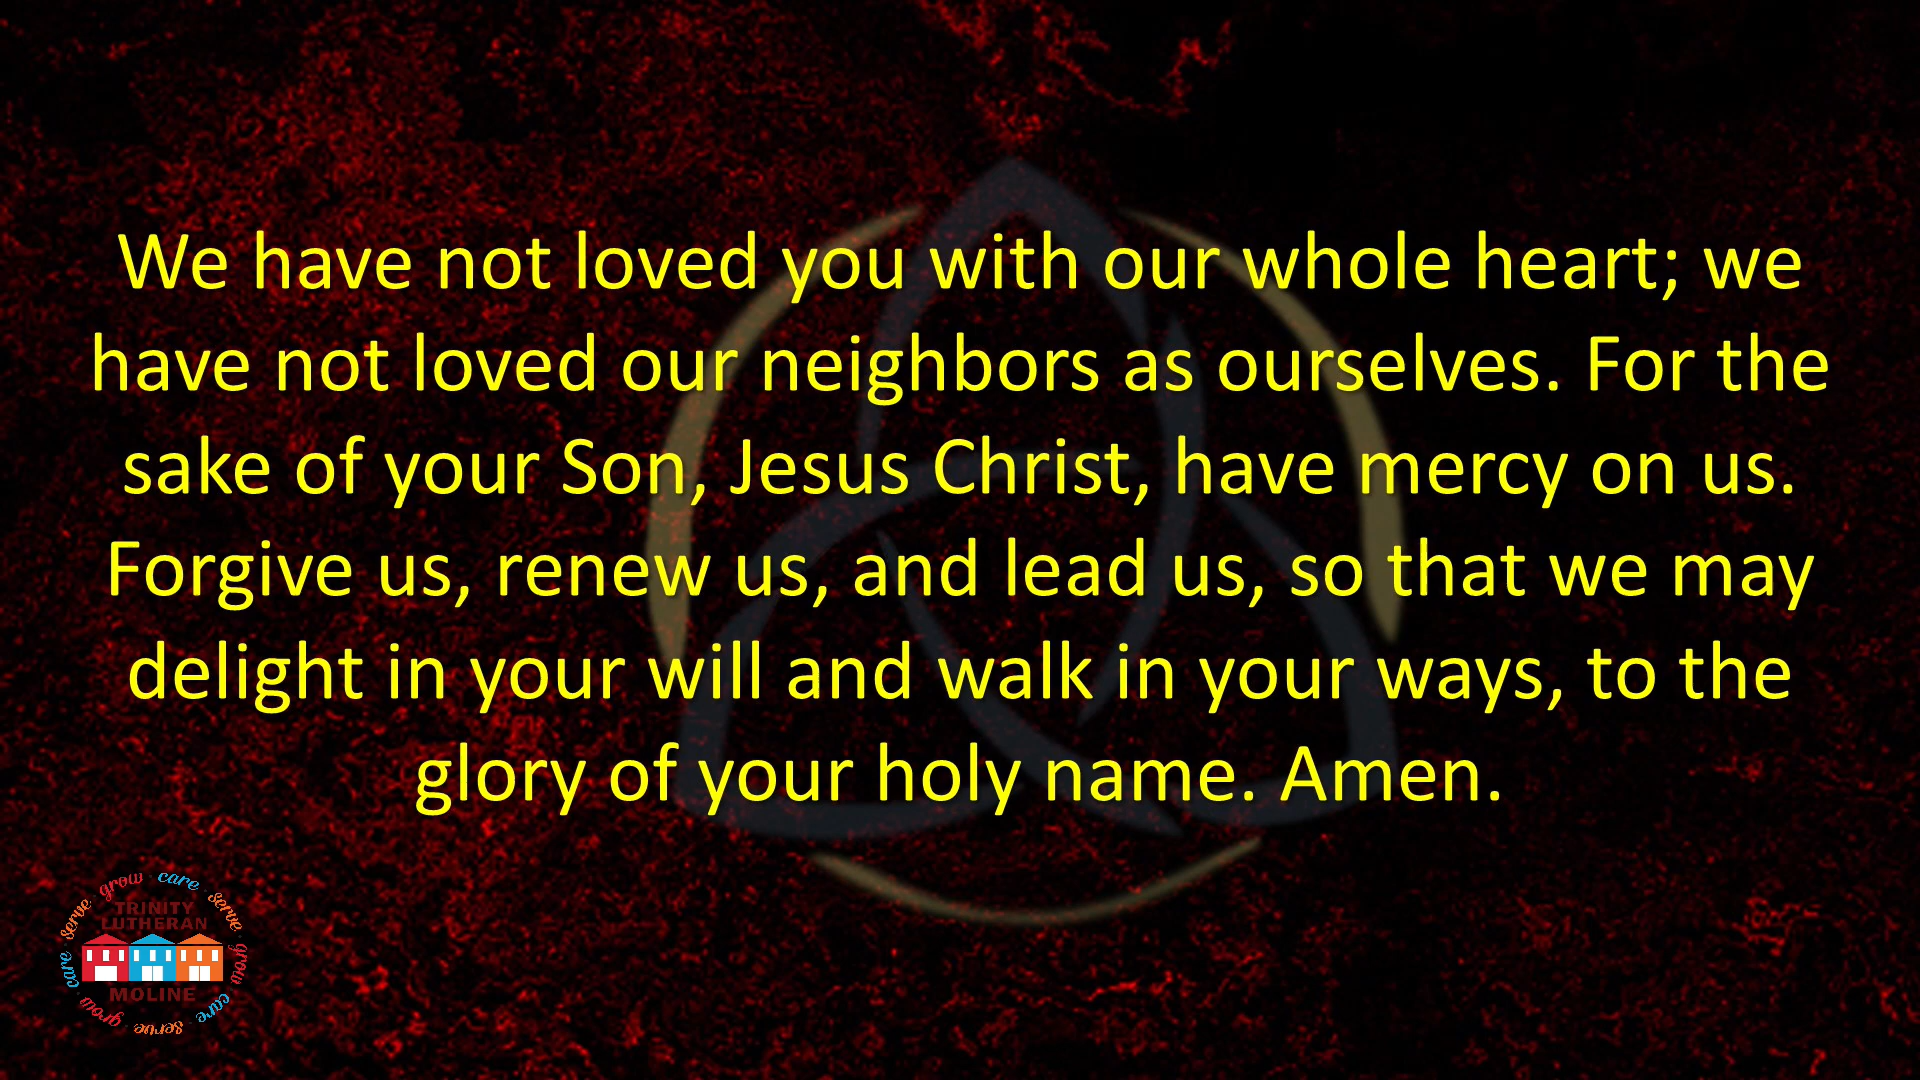 We have not loved you with our whole heart; we
have not loved our neighbors as ourselves. For the
sake of your Son, Jesus Christ, have mercy on us.
Forgive us, renew us, and lead us, so that we may
delight in your will and walk in your ways, to the
glory of your holy name. Amen.
grow · care · serve · grow · care · serve · grow · care · serve
TRINITY
LUTHERAN
MOLINE